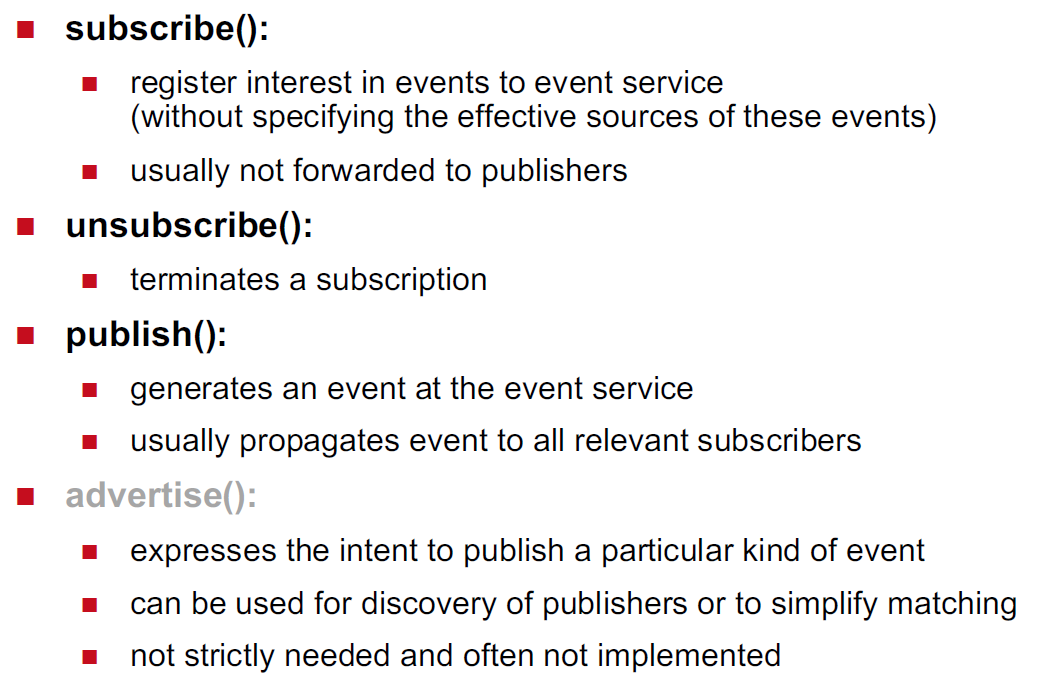 subscribe():
register interest in events to event service
(without specifying the effective sources of these events)
usually not forwarded to publishers
unsubscribe():
terminates a subscription
publish():
generates an event at the event service
usually propagates event to all relevant subscribers
advertise():
expresses the intent to publish a particular kind of event
can be used for discovery of publishers or to simplify matching
not strictly needed and often not implemented